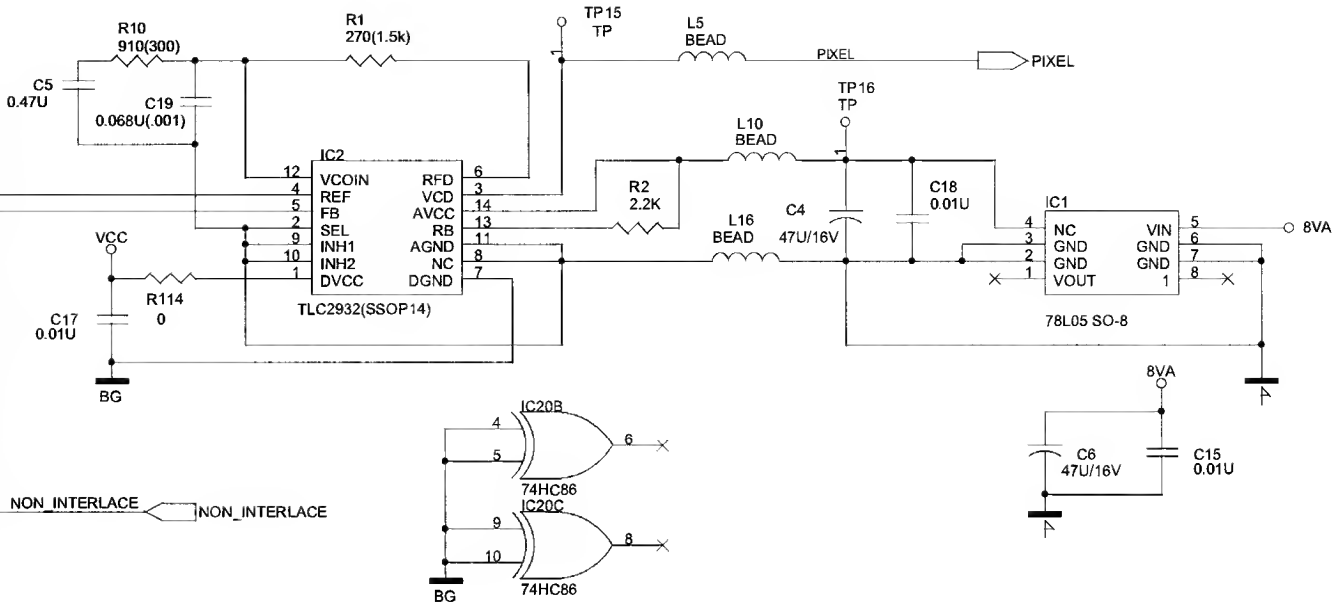 R10
910(300)
R1
270(1.5k)
TP15
TP
1
L5
BEAD
PIXEL
PIXEL
C5
0.47U
C19
0.068U(.001)
TP16
TP
1
L10
BEAD
IC2
12 VCOIN RFD 6
4 REF VCD 3
5 FB AVCC 14
2 SEL RB 13
9 INH1 AGND 11
10 INH2 NC 8
1 DVCC DGND 7
TLC2932(SSOP14)
R2
2.2K
C4
47U/16V
C18
0.01U
L16
BEAD
IC1
4 NC VIN 5
3 GND GND 6
2 GND GND 7
1 VOUT 1 8
78L05 SO-8
8VA
VCC
R114
0
C17
0.01U
BG
A
8VA
C6
47U/16V
C15
0.01U
A
IC20B
4
5
6
74HC86
IC20C
9
10
8
74HC86
BG
NON_INTERLACE
NON_INTERLACE